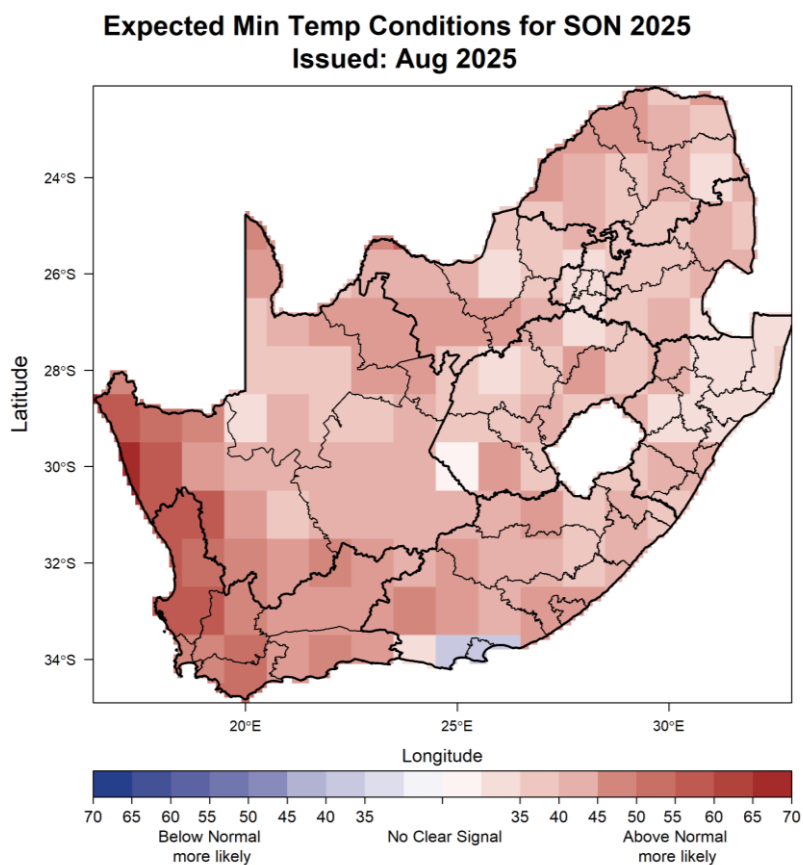 Expected Min Temp Conditions for SON 2025
Issued: Aug 2025
Latitude
24°S
26°S
28°S
30°S
32°S
34°S
20°E
25°E
30°E
Longitude
70 65 60 55 50 45 40 35 35 40 45 50 55 60 65 70
Below Normal No Clear Signal Above Normal
more likely more likely